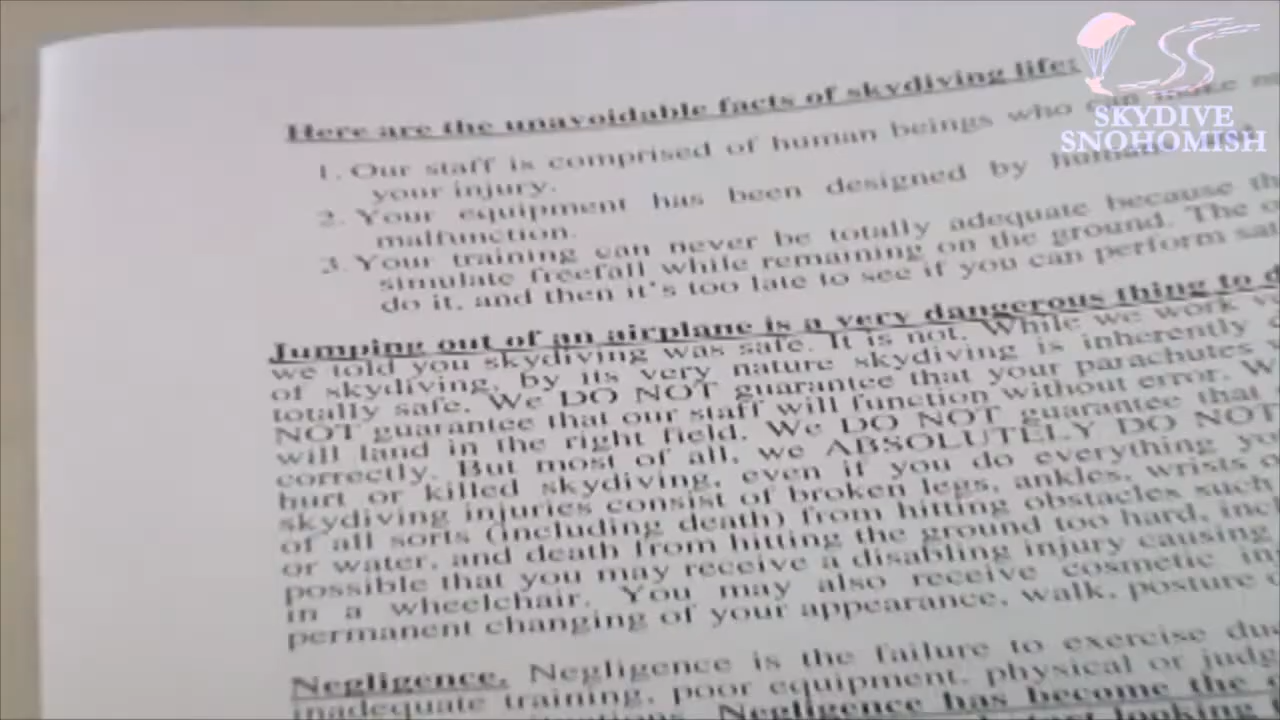 SKYDIVE
SNOHOMISH
Here are the unavoidable facts of skydiving life:
1. Our staff is comprised of human beings who can make
your injury.
2. Your equipment has been designed by
malfunction.
3. Your training can never be totally adequate because
simulate freefall while remaining on the ground. The
do it, and then it's too late to see if you can perform
Jumping out of an airplane is a very dangerous thing to
we told you skydiving was safe. It is not. While we work
of skydiving, by its very nature skydiving is inherently
totally safe. We DO NOT guarantee that your parachutes
NOT guarantee that our staff will function without error.
will land in the right field. We DO NOT guarantee that
correctly. But most of all, we ABSOLUTELY DO NOT
hurt or killed skydiving, even if you do everything
skydiving injuries consist of broken legs, ankles, wrists
of all sorts (including death) from hitting obstacles such
or water, and death from hitting the ground too hard,
possible that you may receive a disabling injury causing
in a wheelchair. You may also receive cosmetic
permanent changing of your appearance, walk, posture
Negligence. Negligence is the failure to exercise
inadequate training, poor equipment, physical or
Negligence has become the